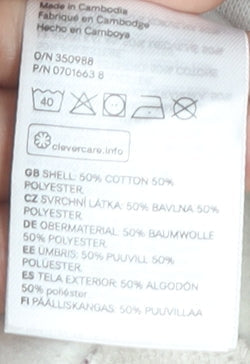 Made in Cambodia
Fabriqué en Cambodge
Hecho en Camboya
O/N 350988
P/N 0701663 8
40
clevercare.info
GB SHELL: 50% COTTON 50%
POLYESTER.
CZ SVRCHNÍ LÁTKA: 50% BAVLNA 50%
POLYESTER
DE OBERMATERIAL: 50% BAUMWOLLE
50% POLYESTER.
EE ÜMBRIS: 50% PUUVILL 50%
POLÜESTER.
ES TELA EXTERIOR: 50% ALGODÓN
50% poliéster
FI PÄÄLLISKANGAS: 50% PUUVILLAA